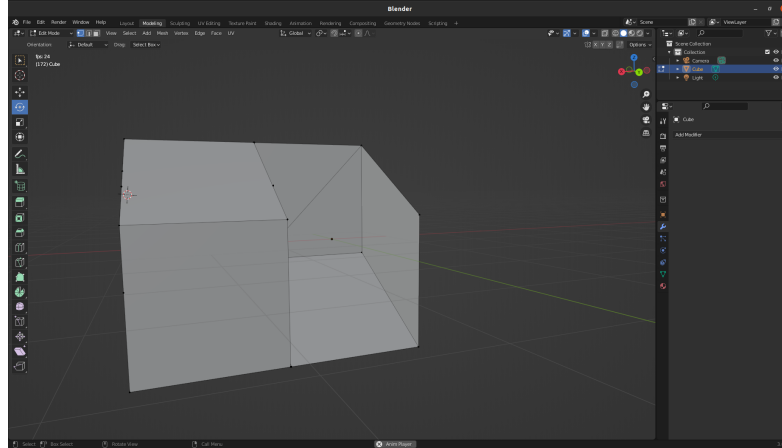 Blender
File Edit Render Window Help Layout Modeling Sculpting UV Editing Texture Paint Shading Animation Rendering Compositing Geometry Nodes Scripting + Scene ViewLayer
Edit Mode View Select Add Mesh Vertex Edge Face UV Global
Orientation: Default Drag: Select Box X Y Z Options
fps: 24
(172) Cube
Scene Collection
Collection
Camera
Cube
Light
Cube
Add Modifier
Select Box Select Rotate View Call Menu Anim Player